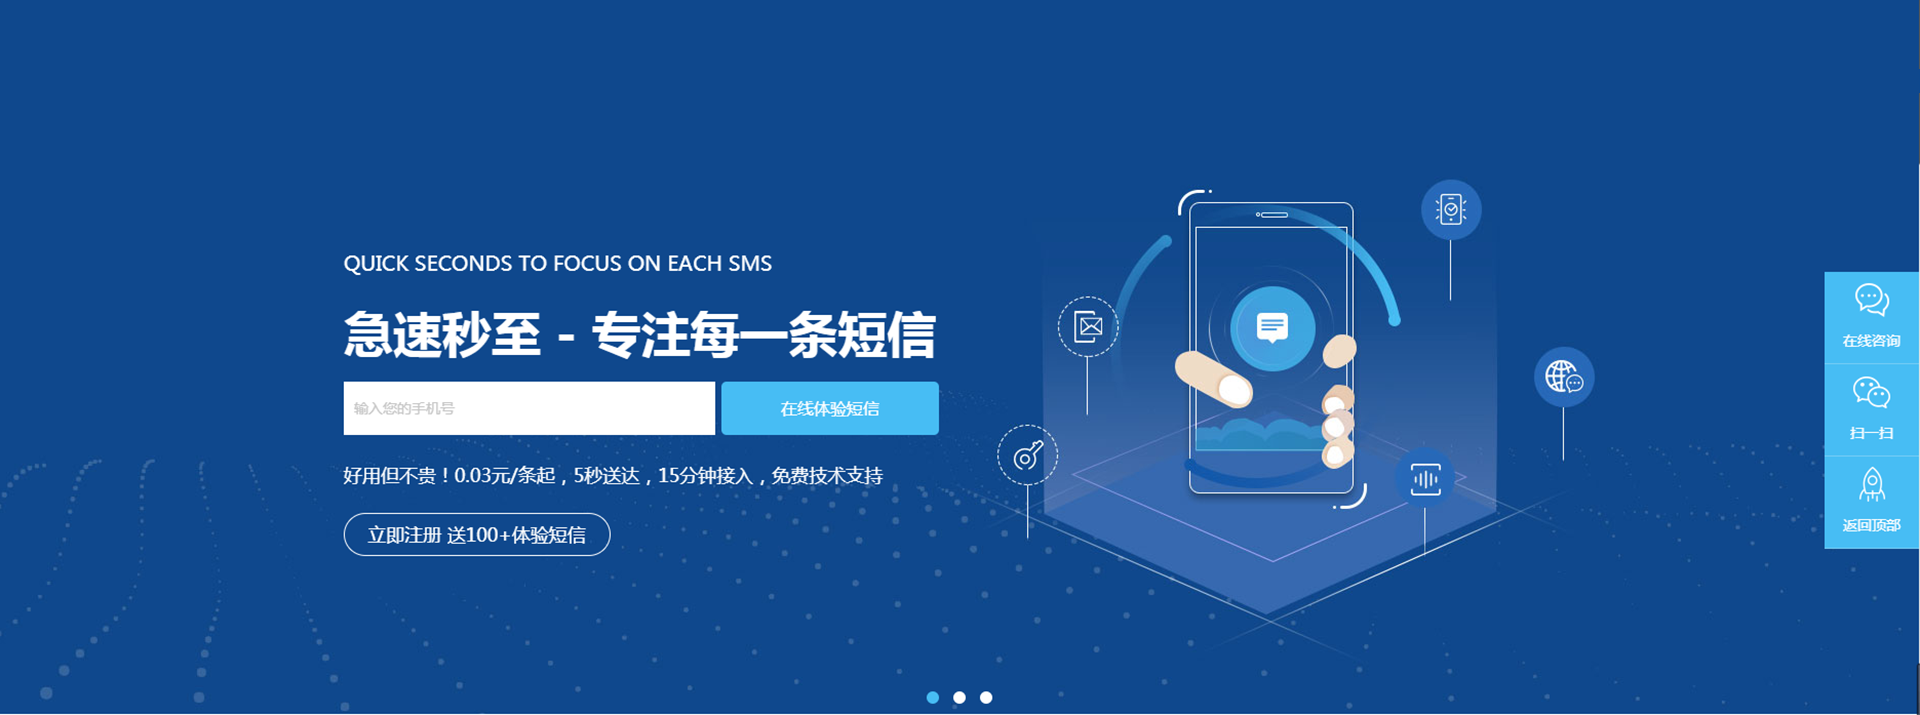 QUICK SECONDS TO FOCUS ON EACH SMS
急速秒至 - 专注每一条短信
输入您的手机号
在线体验短信
好用但不贵！0.03元/条起，5秒送达，15分钟接入，免费技术支持
立即注册 送100+体验短信
在线咨询
扫一扫
返回顶部